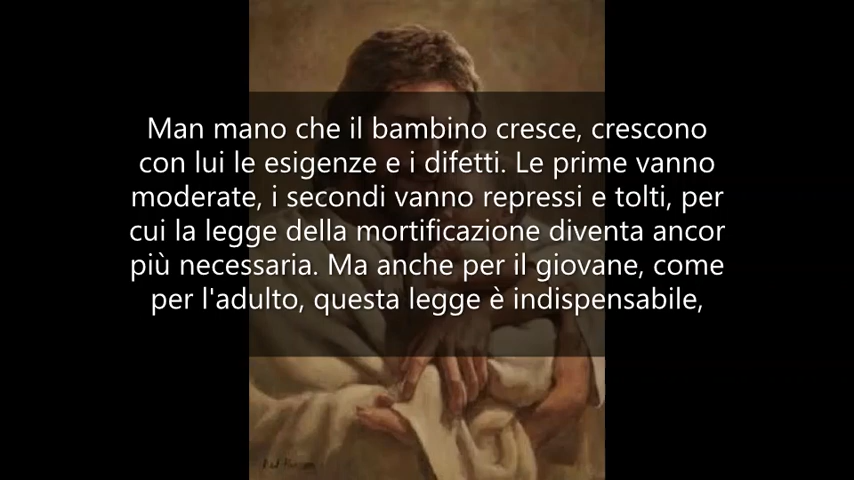 Man mano che il bambino cresce, crescono
con lui le esigenze e i difetti. Le prime vanno
moderate, i secondi vanno repressi e tolti, per
cui la legge della mortificazione diventa ancor
più necessaria. Ma anche per il giovane, come
per l'adulto, questa legge è indispensabile,